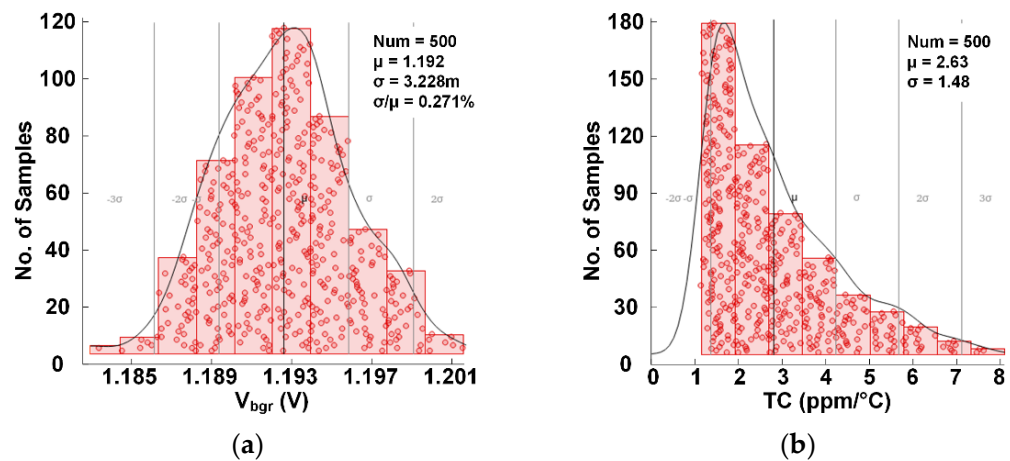 120
100
80
60
40
20
0
No. of Samples
Num = 500
µ = 1.192
σ = 3.228m
σ/µ = 0.271%
-3σ
-2σ
-σ
µ
σ
2σ
1.185
1.189
1.193
1.197
1.201
V_bgr (V)
(a)
180
150
120
90
60
30
0
No. of Samples
Num = 500
µ = 2.63
σ = 1.48
-2σ
-σ
µ
σ
2σ
3σ
0
1
2
3
4
5
6
7
8
TC (ppm/°C)
(b)